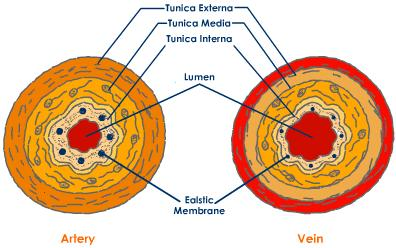 Tunica Externa
Tunica Media
Tunica Interna
Lumen
Ealstic
Membrane
Artery
Vein